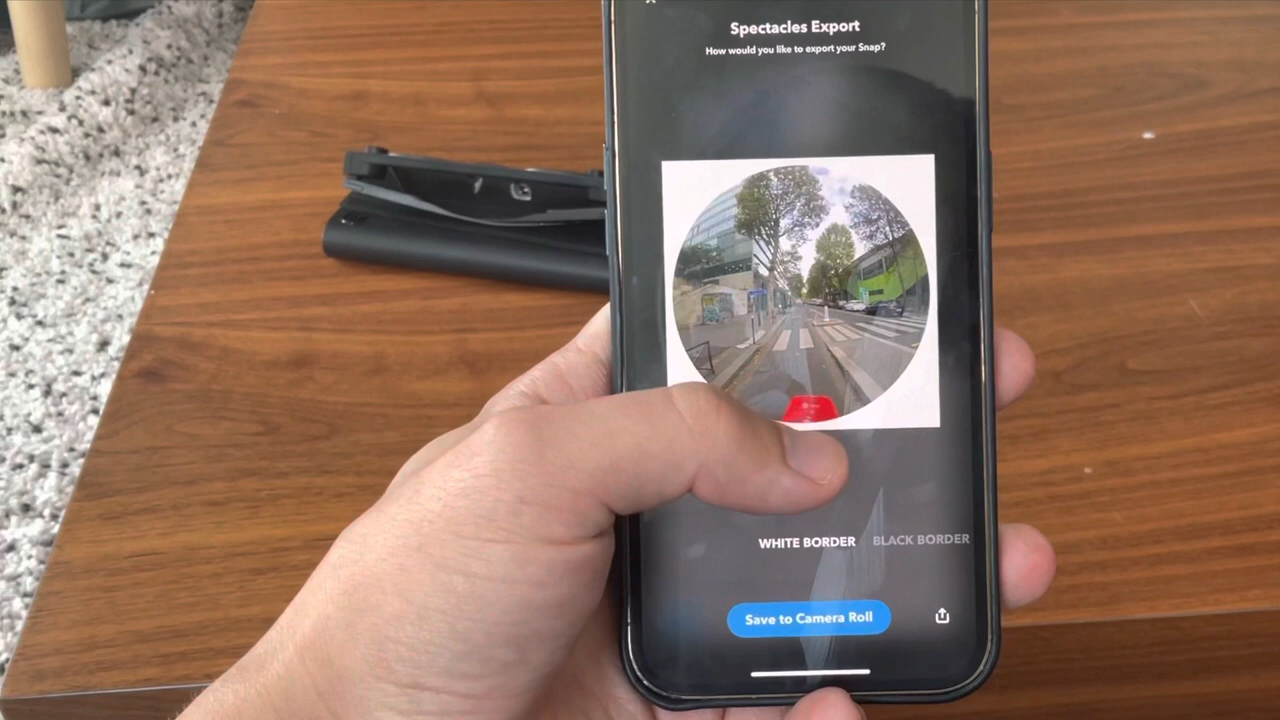 Spectacles Export
How would you like to export your Snap?
WHITE BORDER BLACK BORDER
Save to Camera Roll